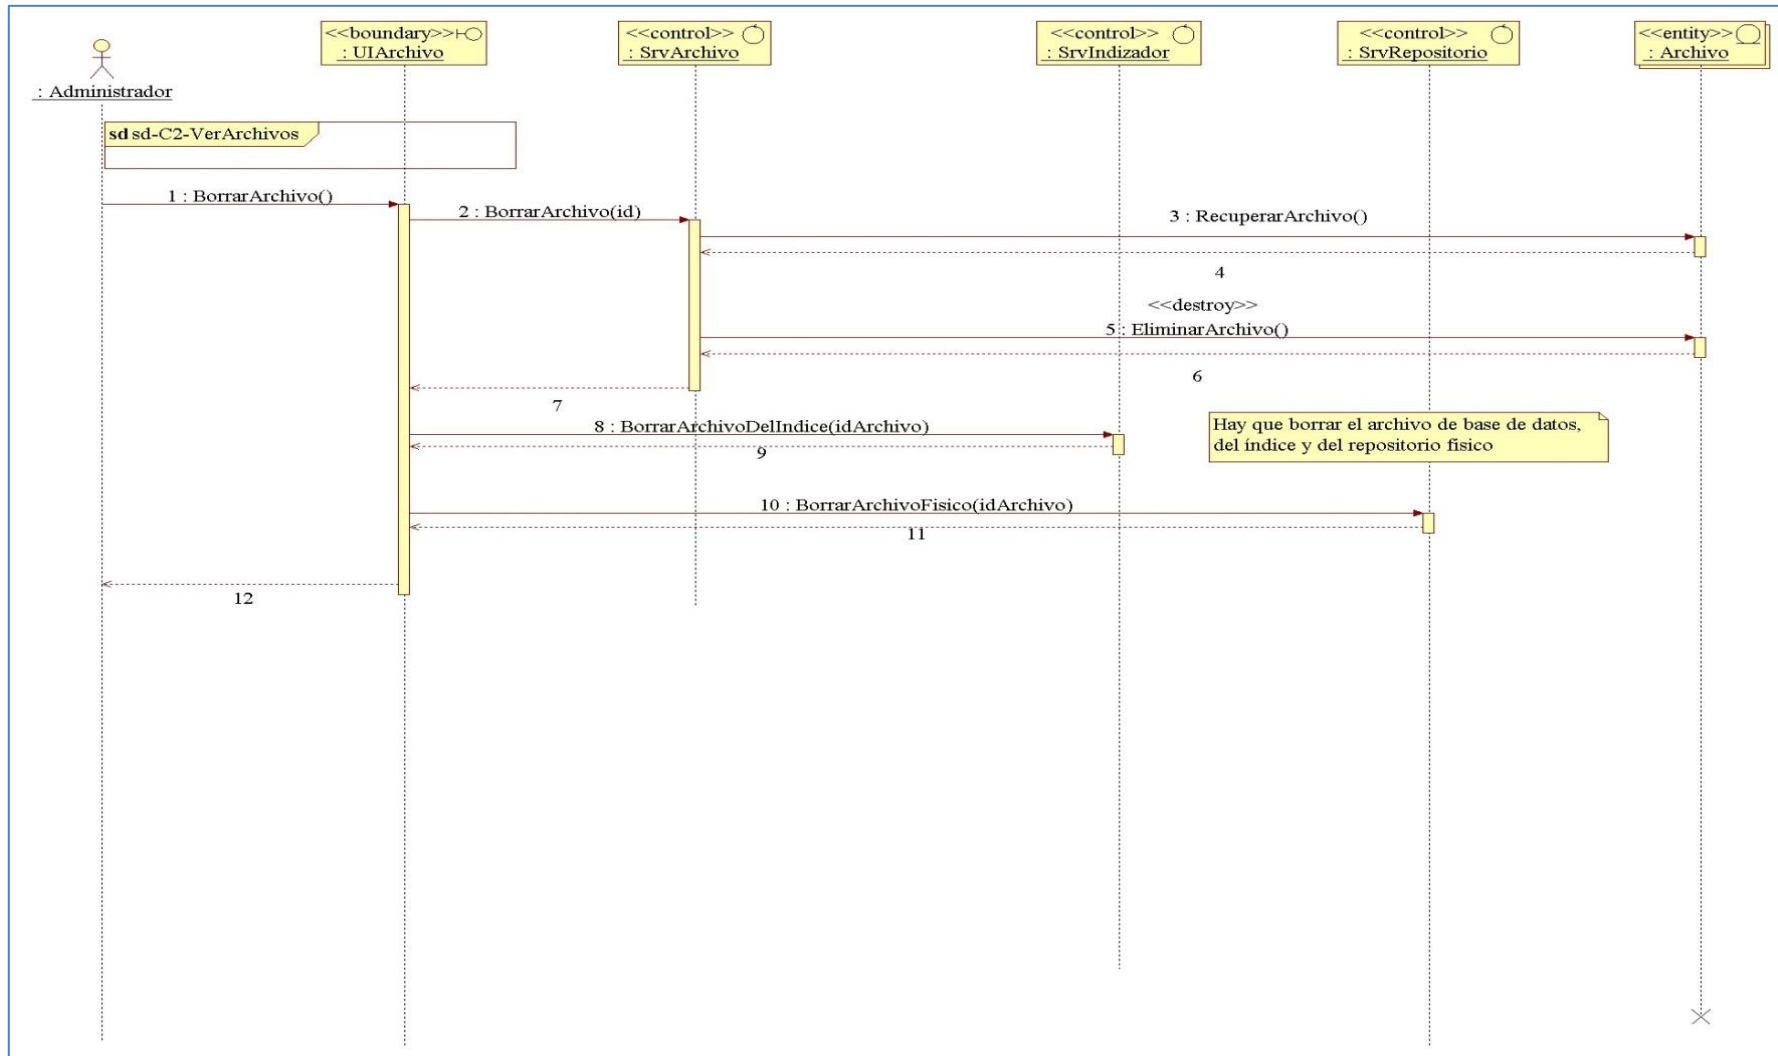 <<boundary>>
: UIArchivo
<<control>>
: SrvArchivo
<<control>>
: SrvIndizador
<<control>>
: SrvRepositorio
<<entity>>
: Archivo
: Administrador
sd sd-C2-VerArchivos
1 : BorrarArchivo()
2 : BorrarArchivo(id)
3 : RecuperarArchivo()
4
<<destroy>>
5 : EliminarArchivo()
6
7
8 : BorrarArchivoDelIndice(idArchivo)
9
Hay que borrar el archivo de base de datos,
del índice y del repositorio físico
10 : BorrarArchivoFisico(idArchivo)
11
12